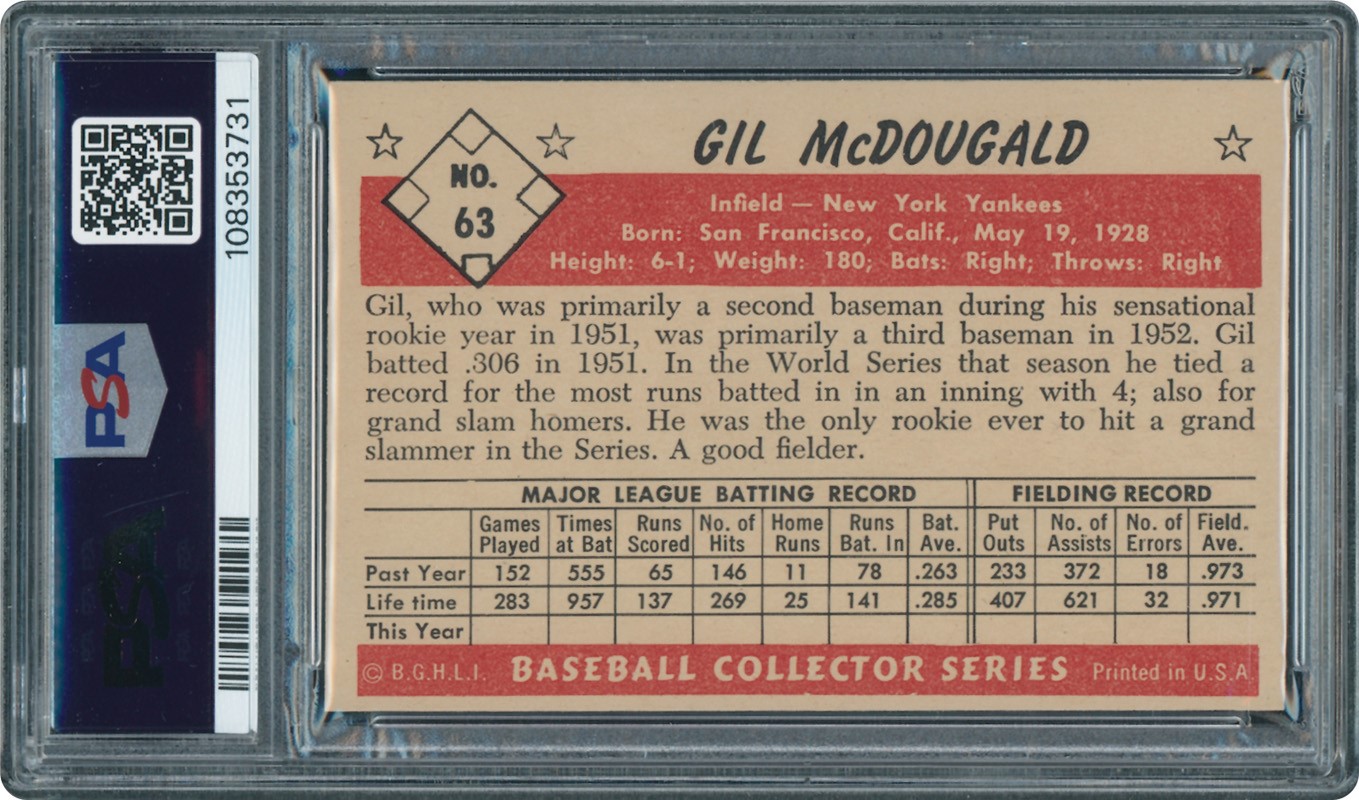 108353731
PSA
NO.
63
GIL McDOUGALD
Infield — New York Yankees
Born: San Francisco, Calif., May 19, 1928
Height: 6-1; Weight: 180; Bats: Right; Throws: Right
Gil, who was primarily a second baseman during his sensational
rookie year in 1951, was primarily a third baseman in 1952. Gil
batted .306 in 1951. In the World Series that season he tied a
record for the most runs batted in in an inning with 4; also for
grand slam homers. He was the only rookie ever to hit a grand
slammer in the Series. A good fielder.
MAJOR LEAGUE BATTING RECORD FIELDING RECORD
Games Times Runs No. of Home Runs Bat. Put No. of No. of Field.
Played at Bat Scored Hits Runs Bat. In Ave. Outs Assists Errors Ave.
Past Year 152 555 65 146 11 78 .263 233 372 18 .973
Life time 283 957 137 269 25 141 .285 407 621 32 .971
This Year
© B.G.H.L.I. BASEBALL COLLECTOR SERIES Printed in U.S.A
PSA